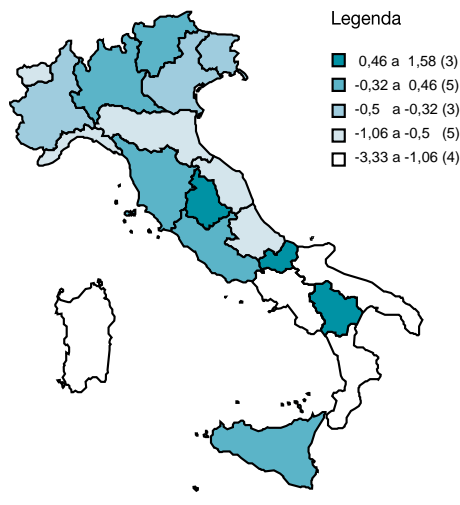 Legenda
0,46 a 1,58 (3)
-0,32 a 0,46 (5)
-0,5 a -0,32 (3)
-1,06 a -0,5 (5)
-3,33 a -1,06 (4)